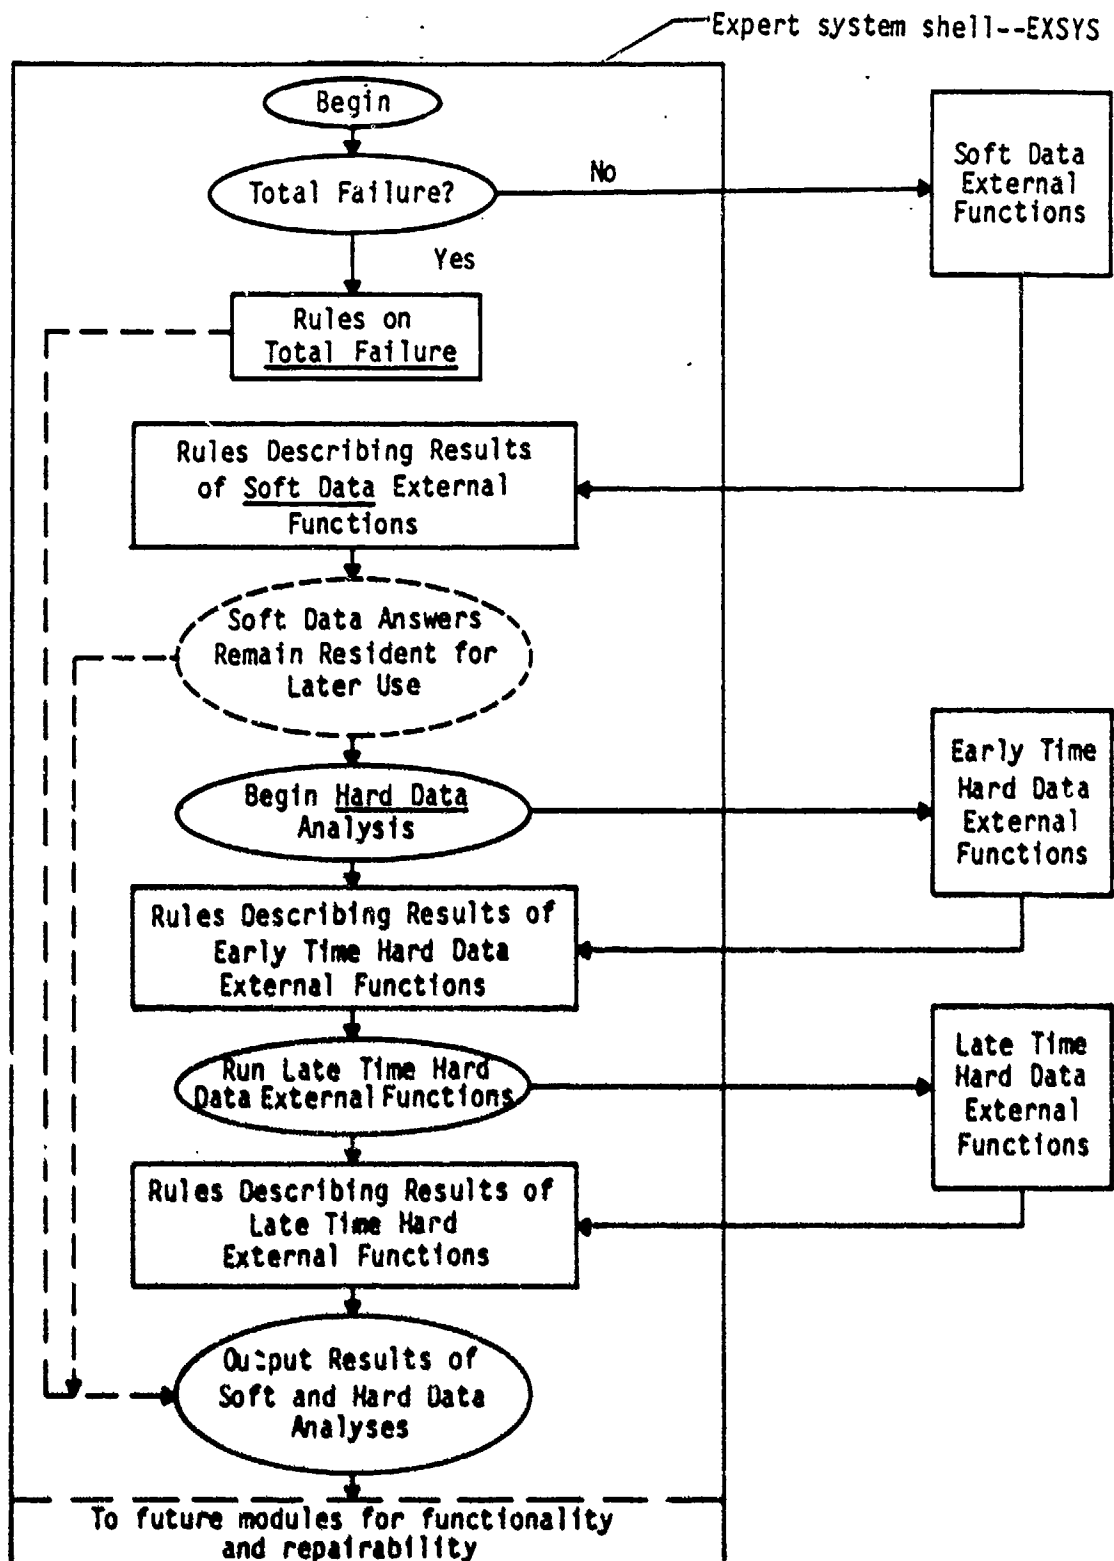 Expert system shell--EXSYS
Begin
Total Failure?
No
Yes
Soft Data
External
Functions
Rules on
Total Failure
Rules Describing Results
of Soft Data External
Functions
Soft Data Answers
Remain Resident for
Later Use
Begin Hard Data
Analysis
Early Time
Hard Data
External
Functions
Rules Describing Results of
Early Time Hard Data
External Functions
Run Late Time Hard
Data External Functions
Late Time
Hard Data
External
Functions
Rules Describing Results of
Late Time Hard
External Functions
Output Results of
Soft and Hard Data
Analyses
To future modules for functionality
and repairability